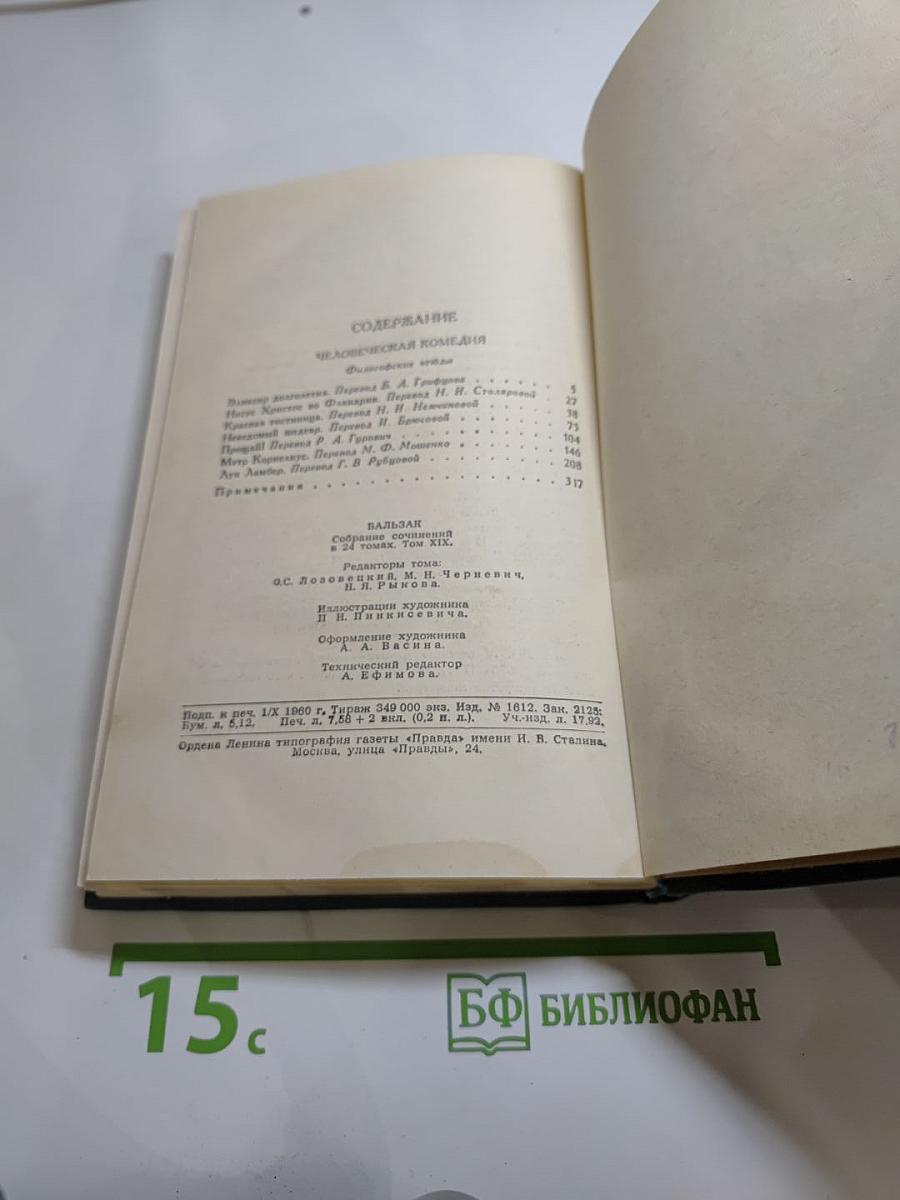 СОДЕРЖАНИЕ
ЧЕЛОВЕЧЕСКАЯ КОМЕДИЯ
Философские этюды
Эликсир долголетия. Перевод Б. А. Грифцова . . . . . . 5
Иисус Христос во Фландрии. Перевод Н. И. Столяровой . 27
Красная гостиница. Перевод Н. И. Немчиновой . . . . 38
Неведомый шедевр. Перевод И. Брюсовой . . . . . . 75
Прощай! Перевод Р. А. Гурович . . . . . . . . 104
Мэтр Корнелиус. Перевод М. Ф. Мошенко . . . . . . 146
Луи Ламбер. Перевод Г. В Рубцовой . . . . . . . 208
Примечания . . . . . . . . . . . . . . . . 317
БАЛЬЗАК
Собрание сочинений
в 24 томах. Том XIX.
Редакторы тома:
О.С. Лозовецкий, М. Н. Черневич,
Н. Я. Рыкова.
Иллюстрации художника
П Н. Пинкисевича.
Оформление художника
А. А. Васина.
Технический редактор
А. Ефимова.
Подп. к печ. 1/X 1960 г. Тираж 349 000 экз. Изд. № 1612. Зак. 2125.
Бум. л. 5,12. Печ. л. 7,58 + 2 вкл. (0,2 п. л.). Уч.-изд. л. 17,92.
Ордена Ленина типография газеты «Правда» имени И. В. Сталина.
Москва, улица «Правды», 24.
15 с
БФ БИБЛИОФАН